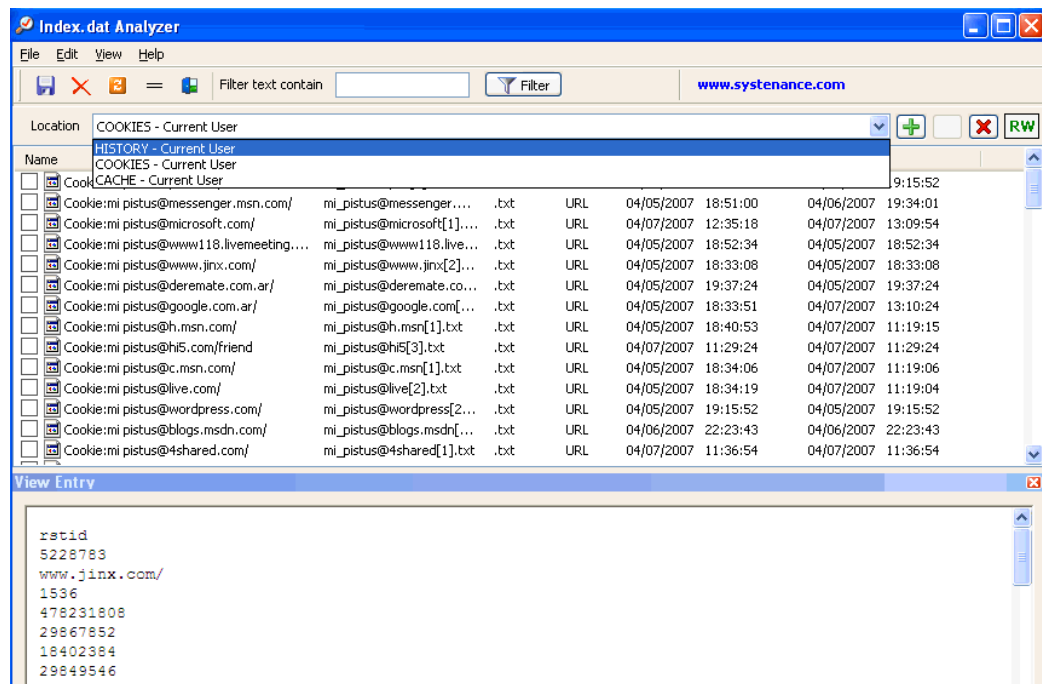 Index.dat Analyzer
File Edit View Help
Filter text contain Filter www.systenance.com
Location COOKIES - Current User RW
HISTORY - Current User
COOKIES - Current User
CACHE - Current User
Name
Cook 19:15:52
Cookie:mi pistus@messenger.msn.com/ mi_pistus@messenger.... .txt URL 04/05/2007 18:51:00 04/06/2007 19:34:01
Cookie:mi pistus@microsoft.com/ mi_pistus@microsoft[1].... .txt URL 04/07/2007 12:35:18 04/07/2007 13:09:54
Cookie:mi pistus@www118.livemeeting.... mi_pistus@www118.live... .txt URL 04/05/2007 18:52:34 04/05/2007 18:52:34
Cookie:mi pistus@www.jinx.com/ mi_pistus@www.jinx[2]... .txt URL 04/05/2007 18:33:08 04/05/2007 18:33:08
Cookie:mi pistus@deremate.com.ar/ mi_pistus@deremate.co... .txt URL 04/05/2007 19:37:24 04/05/2007 19:37:24
Cookie:mi pistus@google.com.ar/ mi_pistus@google.com[... .txt URL 04/05/2007 18:33:51 04/07/2007 13:10:24
Cookie:mi pistus@h.msn.com/ mi_pistus@h.msn[1].txt .txt URL 04/05/2007 18:40:53 04/07/2007 11:19:15
Cookie:mi pistus@hi5.com/friend mi_pistus@hi5[3].txt .txt URL 04/07/2007 11:29:24 04/07/2007 11:29:24
Cookie:mi pistus@c.msn.com/ mi_pistus@c.msn[1].txt .txt URL 04/05/2007 18:34:06 04/07/2007 11:19:06
Cookie:mi pistus@live.com/ mi_pistus@live[2].txt .txt URL 04/05/2007 18:34:19 04/07/2007 11:19:04
Cookie:mi pistus@wordpress.com/ mi_pistus@wordpress[2... .txt URL 04/05/2007 19:15:52 04/05/2007 19:15:52
Cookie:mi pistus@blogs.msdn.com/ mi_pistus@blogs.msdn[... .txt URL 04/06/2007 22:23:43 04/06/2007 22:23:43
Cookie:mi pistus@4shared.com/ mi_pistus@4shared[1].txt .txt URL 04/07/2007 11:36:54 04/07/2007 11:36:54
View Entry
rstid
5228783
www.jinx.com/
1536
478231808
29867852
18402384
29849546